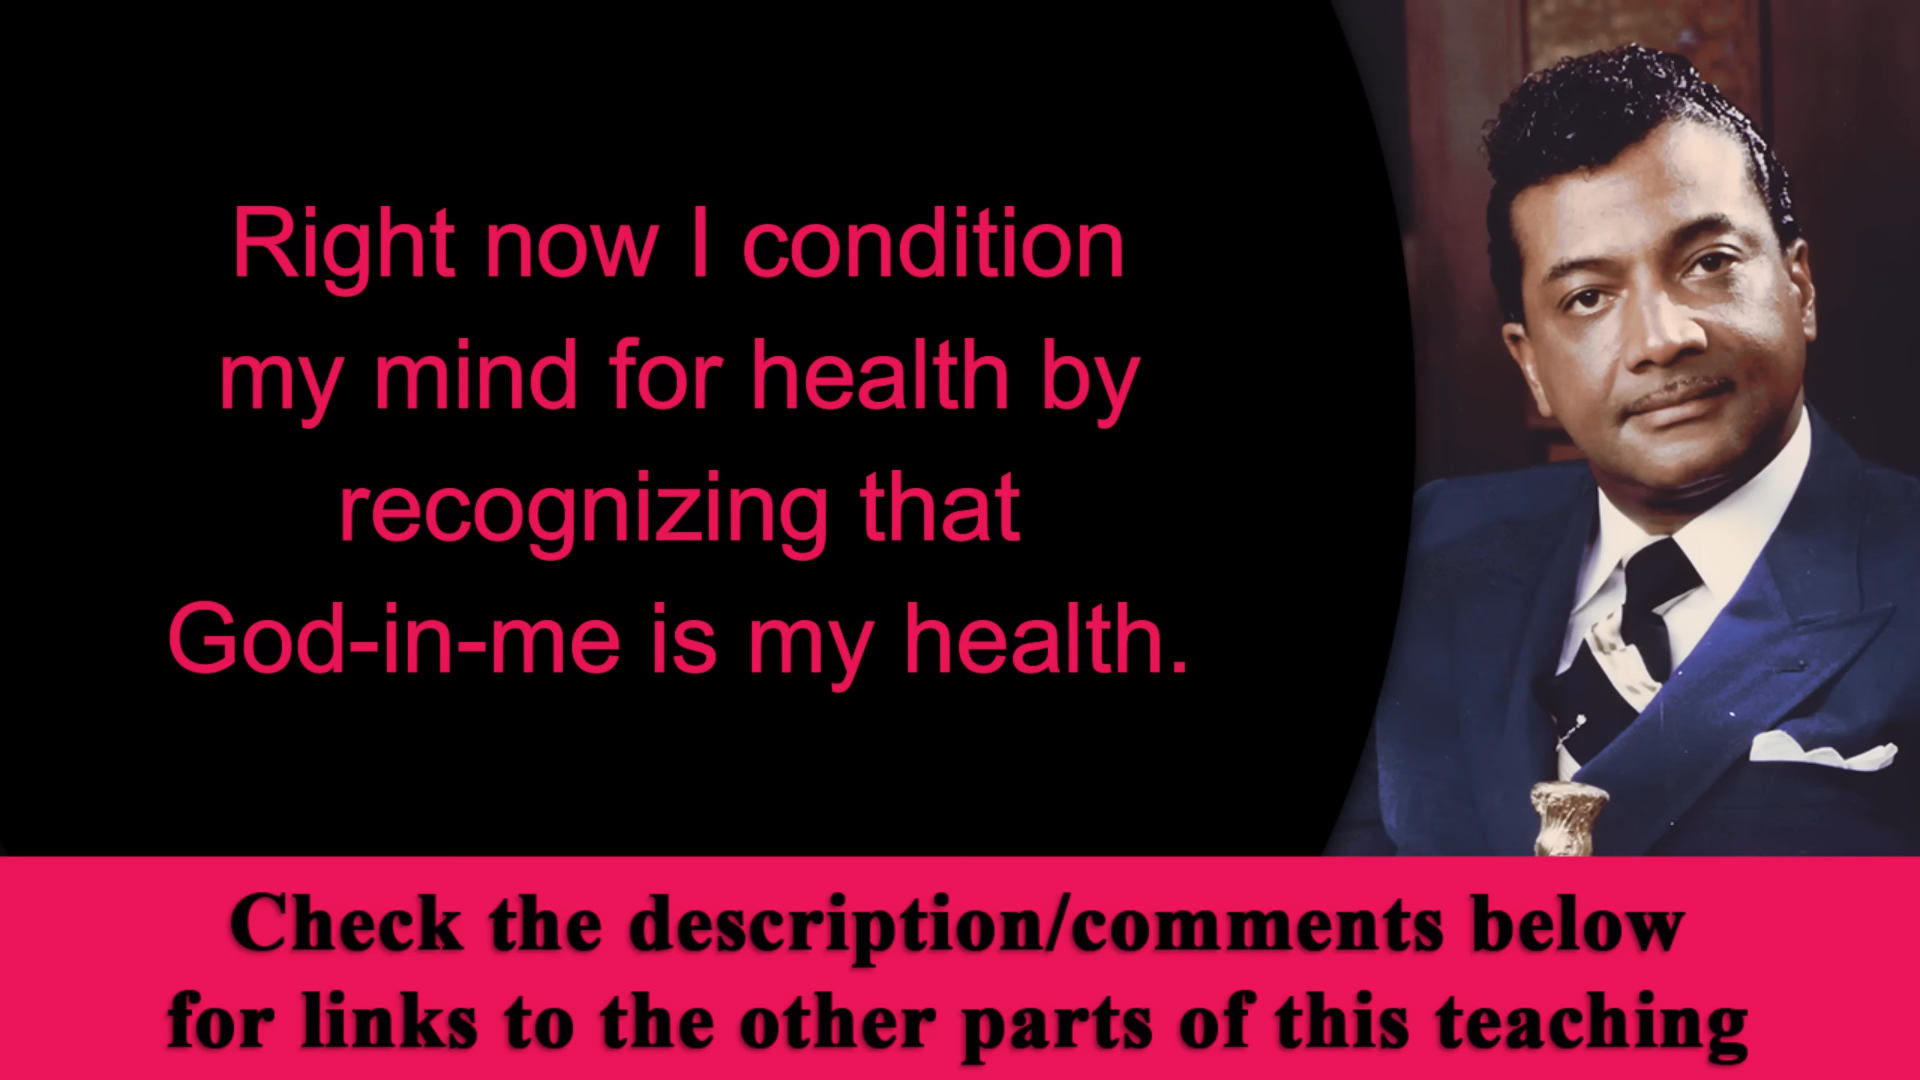 Right now I condition
my mind for health by
recognizing that
God-in-me is my health.
Check the description/comments below
for links to the other parts of this teaching